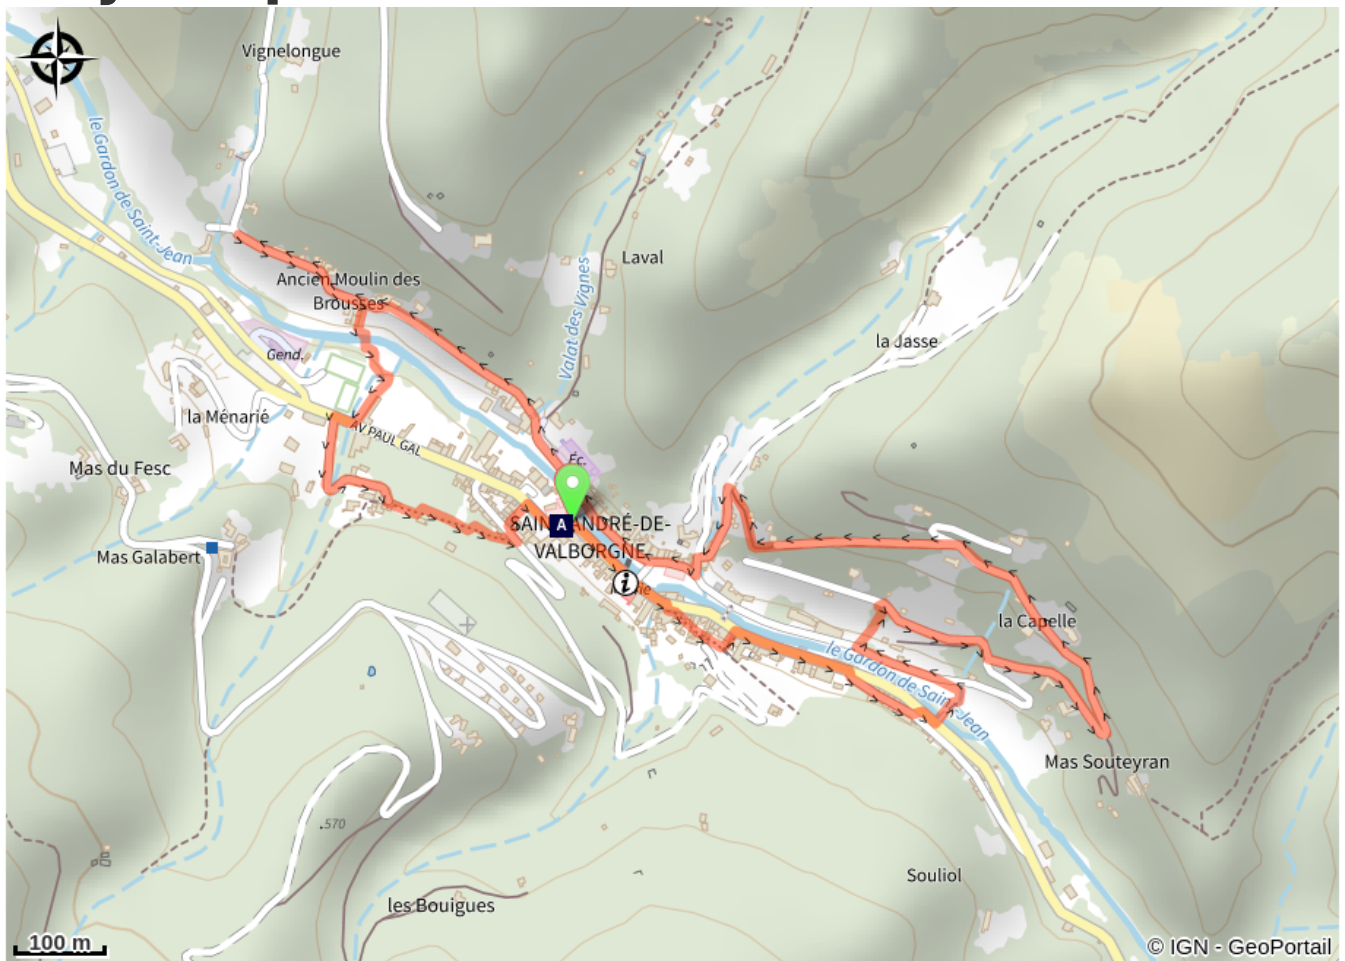 Vignelongue
le Gardon de Saint-Jean
Laval
Ancien Moulin des
Brousses
Valat des Vignes
la Jasse
Gend.
la Ménarié
AV PAUL GAL
Mas du Fesc
Éc.
SAINT-ANDRÉ-DE-
VALBORGNE
A
Mas Galabert
i
la Capelle
le Gardon de Saint-Jean
Mas Souteyran
.570
Souliol
les Bouigues
100 m
© IGN - GeoPortail